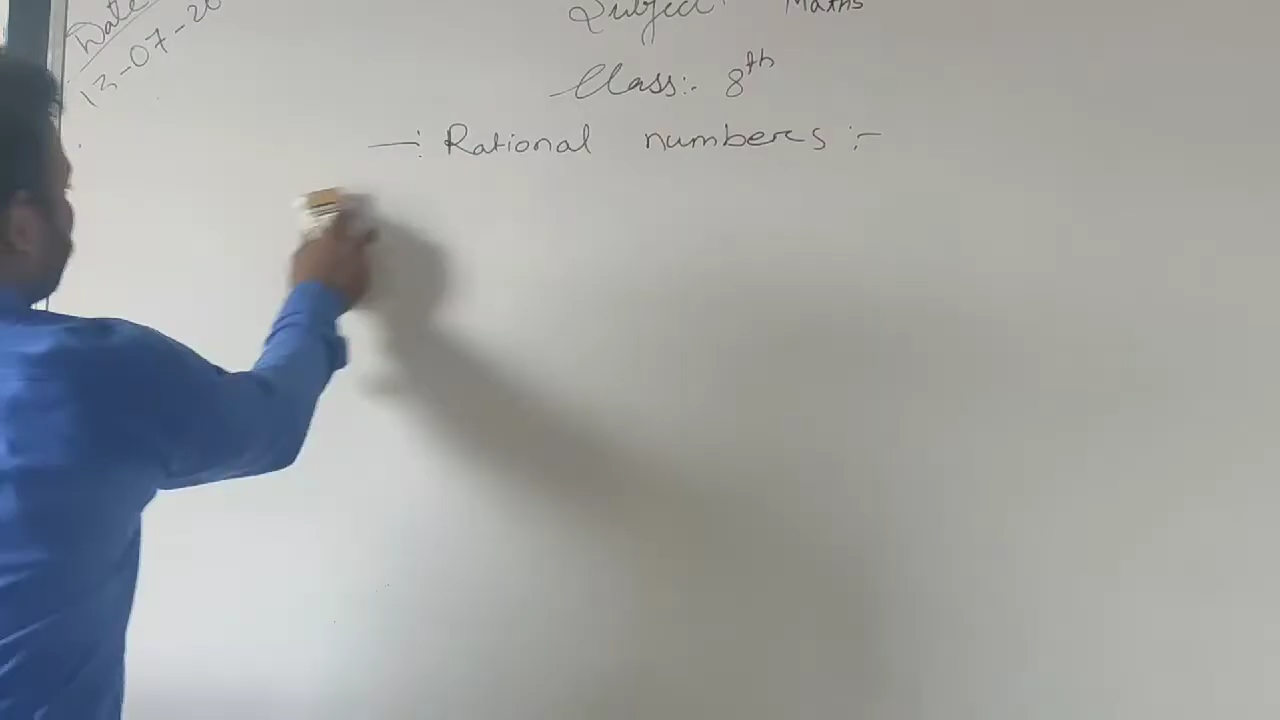 Date
13-07-20
Subject: Maths
Class:- 8th
—: Rational numbers :-